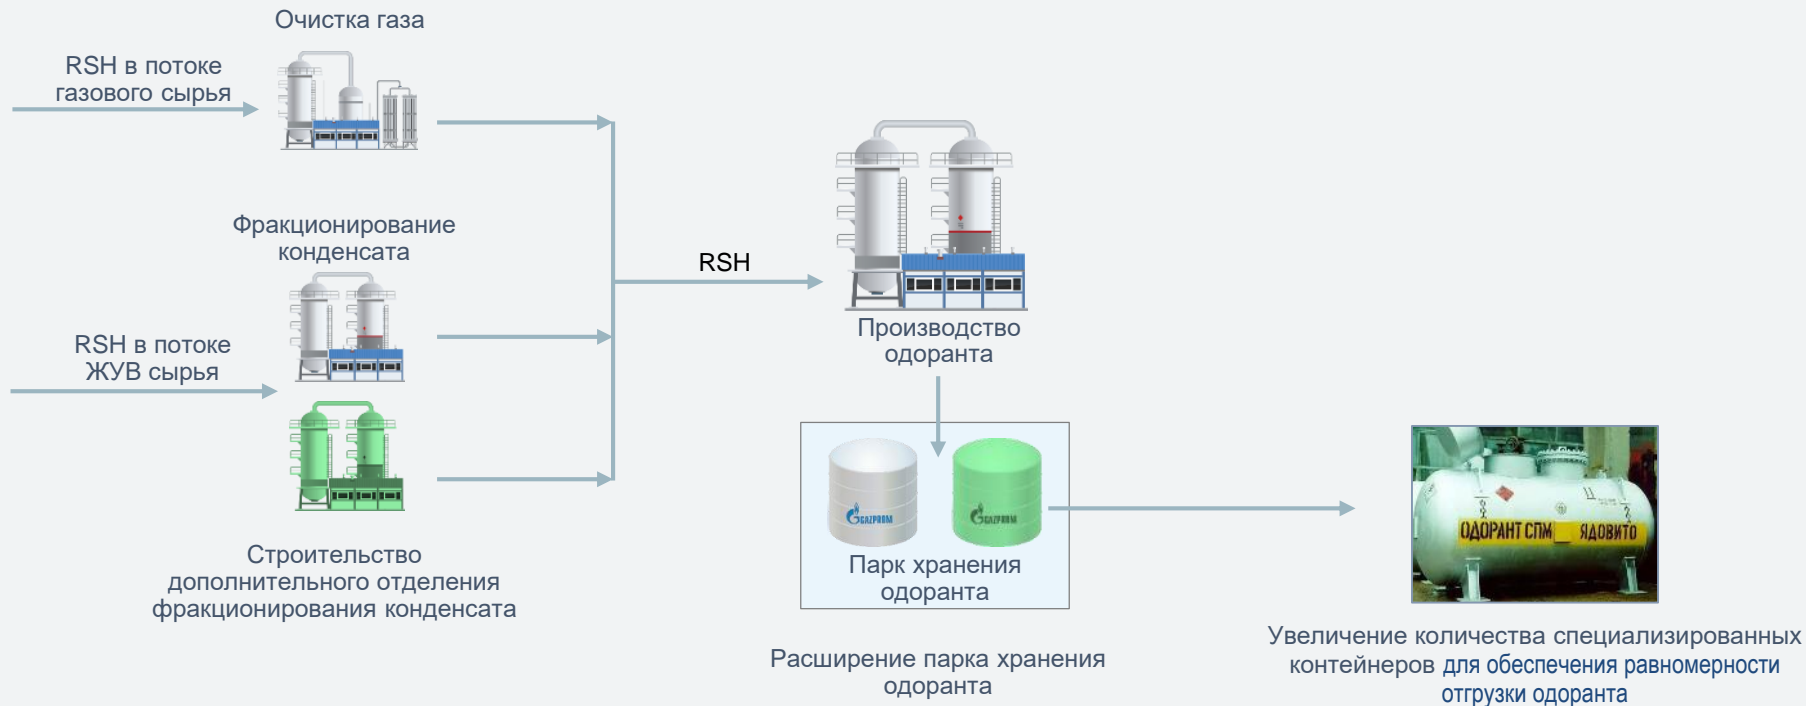 Очистка газа
RSH в потоке
газового сырья
Фракционирование
конденсата
RSH в потоке
ЖУВ сырья
Строительство
дополнительного отделения
фракционирования конденсата
RSH
Производство
одоранта
GAZPROM
GAZPROM
Парк хранения
одоранта
Расширение парка хранения
одоранта
ОДОРАНТ СПМ ЯДОВИТО
Увеличение количества специализированных
контейнеров для обеспечения равномерности
отгрузки одоранта